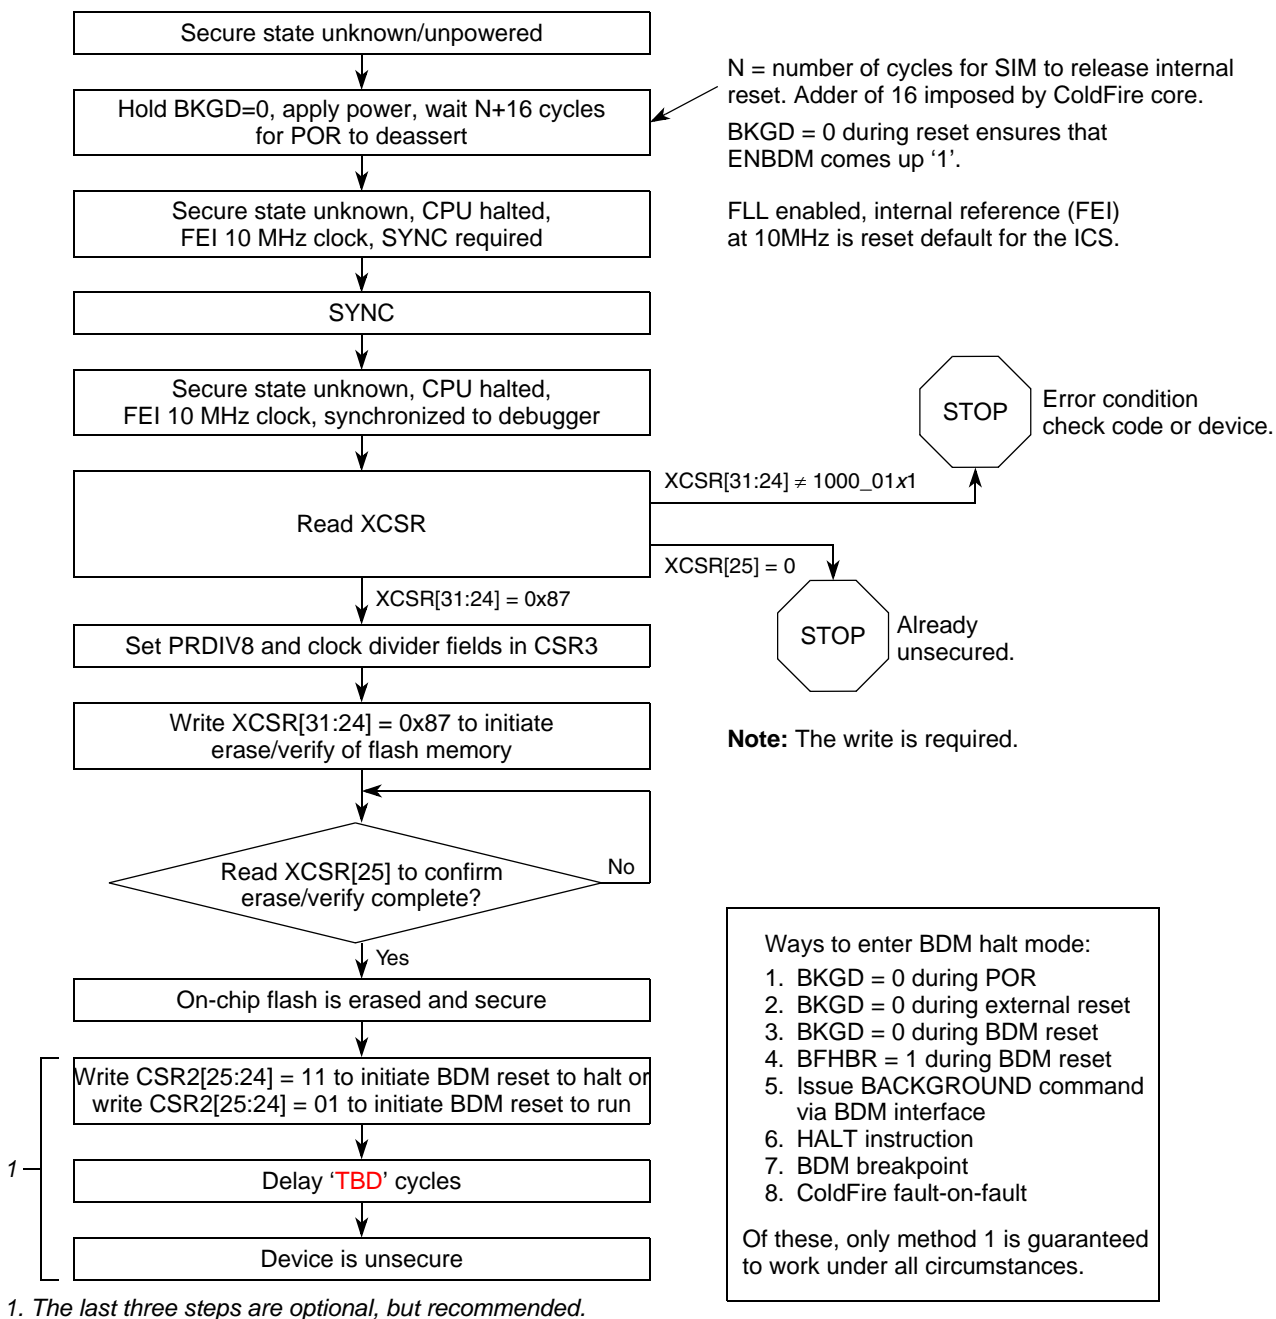 Secure state unknown/unpowered
Hold BKGD=0, apply power, wait N+16 cycles
for POR to deassert
N = number of cycles for SIM to release internal
reset. Adder of 16 imposed by ColdFire core.
BKGD = 0 during reset ensures that
ENBDM comes up ‘1’.
FLL enabled, internal reference (FEI)
at 10MHz is reset default for the ICS.
Secure state unknown, CPU halted,
FEI 10 MHz clock, SYNC required
SYNC
Secure state unknown, CPU halted,
FEI 10 MHz clock, synchronized to debugger
STOP
Error condition
check code or device.
Read XCSR
XCSR[31:24] ≠ 1000_01x1
XCSR[25] = 0
STOP
Already
unsecured.
XCSR[31:24] = 0x87
Set PRDIV8 and clock divider fields in CSR3
Write XCSR[31:24] = 0x87 to initiate
erase/verify of flash memory
Note: The write is required.
Read XCSR[25] to confirm
erase/verify complete?
No
Yes
On-chip flash is erased and secure
Write CSR2[25:24] = 11 to initiate BDM reset to halt or
write CSR2[25:24] = 01 to initiate BDM reset to run
1
Delay ‘TBD’ cycles
Device is unsecure
Ways to enter BDM halt mode:
1. BKGD = 0 during POR
2. BKGD = 0 during external reset
3. BKGD = 0 during BDM reset
4. BFHBR = 1 during BDM reset
5. Issue BACKGROUND command
via BDM interface
6. HALT instruction
7. BDM breakpoint
8. ColdFire fault-on-fault
Of these, only method 1 is guaranteed
to work under all circumstances.
1. The last three steps are optional, but recommended.